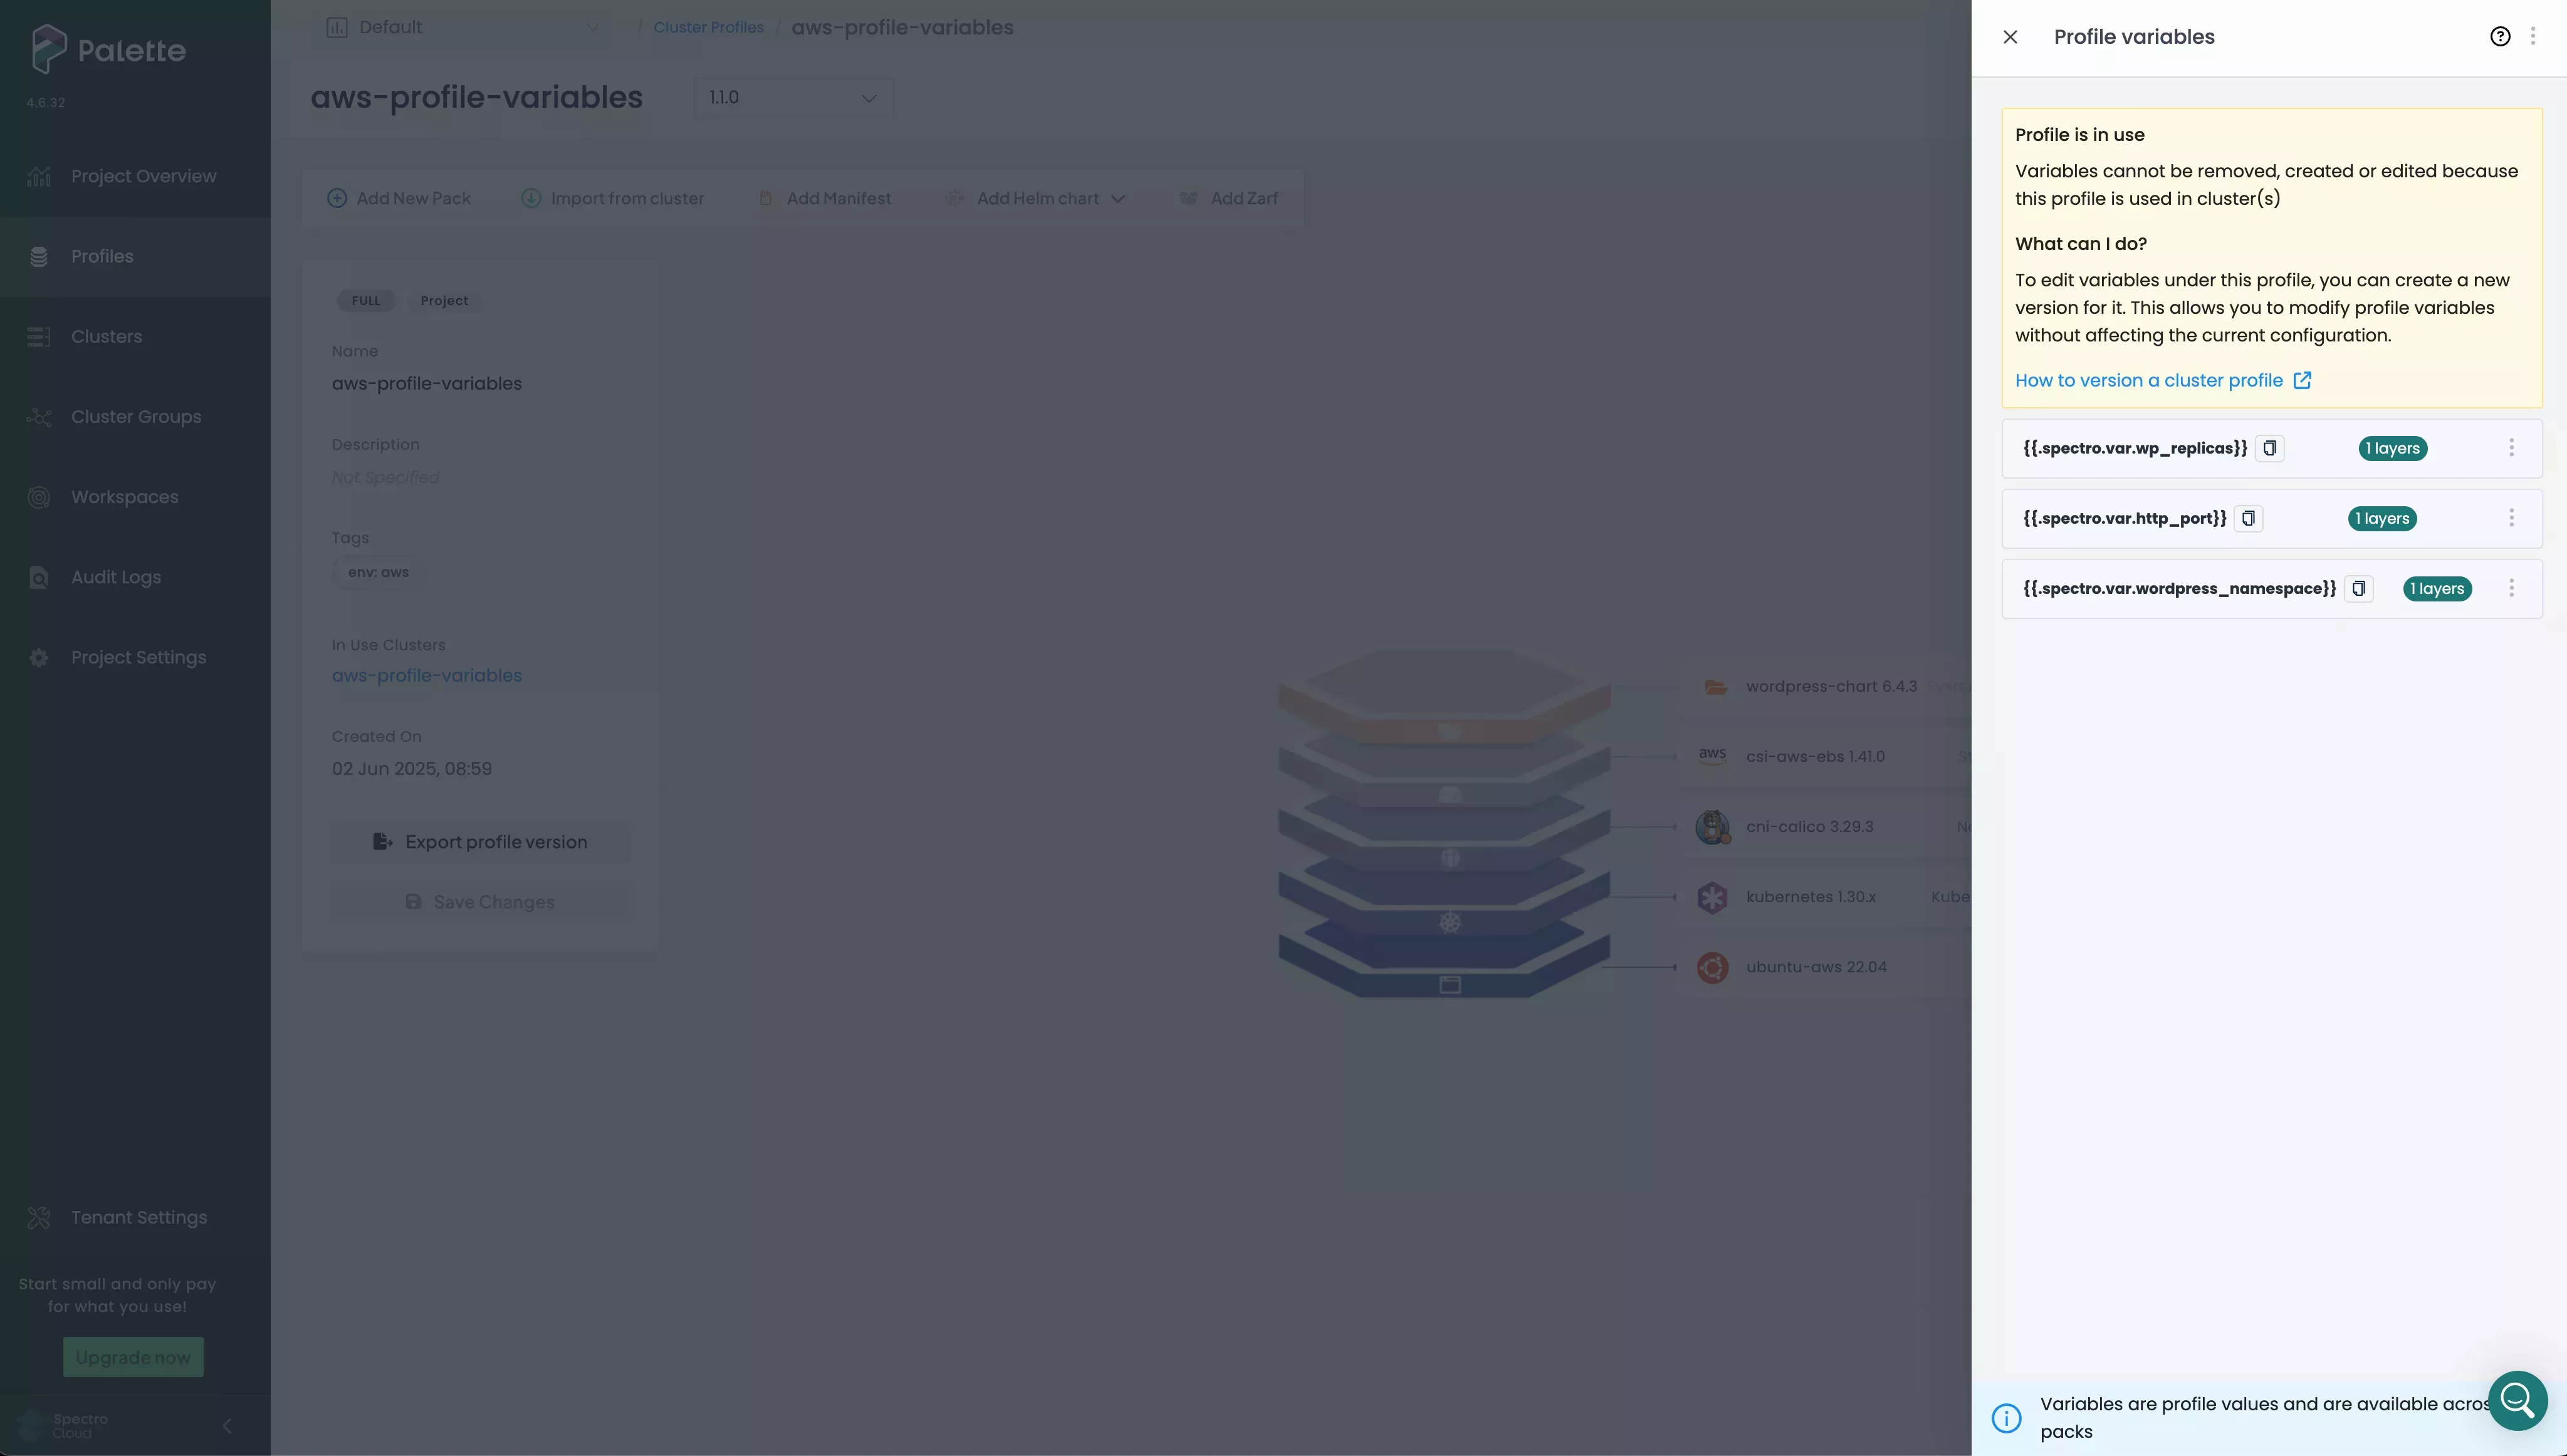 Palette
4.6.32
Project Overview
Profiles
Clusters
Cluster Groups
Workspaces
Audit Logs
Project Settings
Tenant Settings
Start small and only pay
for what you use!
Upgrade now
Spectro
Cloud
Default
/ Cluster Profiles / aws-profile-variables
aws-profile-variables
1.1.0
Add New Pack
Import from cluster
Add Manifest
Add Helm chart
Add Zarf
FULL
Project
Name
aws-profile-variables
Description
Not Specified
Tags
env: aws
In Use Clusters
aws-profile-variables
Created On
02 Jun 2025, 08:59
Export profile version
Save Changes
wordpress-chart 6.4.3
aws
csi-aws-ebs 1.41.0
cni-calico 3.29.3
kubernetes 1.30.x
Kube
ubuntu-aws 22.04
Profile variables
Profile is in use
Variables cannot be removed, created or edited because
this profile is used in cluster(s)
What can I do?
To edit variables under this profile, you can create a new
version for it. This allows you to modify profile variables
without affecting the current configuration.
How to version a cluster profile
{{.spectro.var.wp_replicas}}
1 layers
{{.spectro.var.http_port}}
1 layers
{{.spectro.var.wordpress_namespace}}
1 layers
Variables are profile values and are available acros
packs